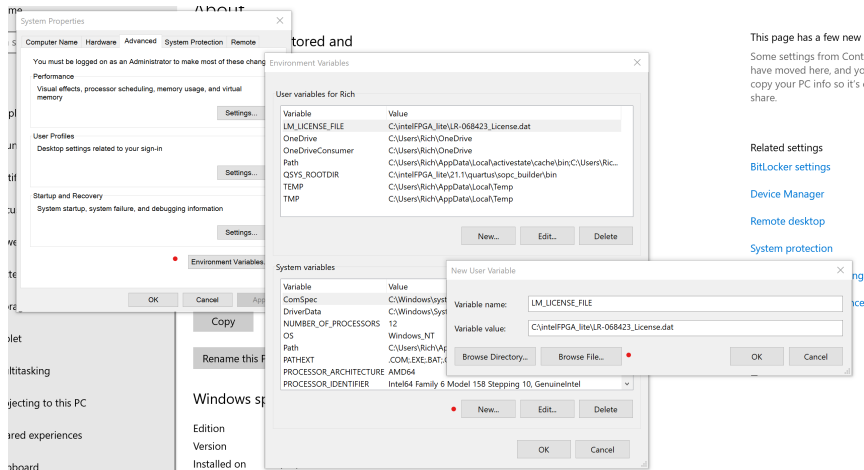 About
System Properties
Computer Name Hardware Advanced System Protection Remote
You must be logged on as an Administrator to make most of these chang
Performance
Visual effects, processor scheduling, memory usage, and virtual
memory
Settings...
User Profiles
Desktop settings related to your sign-in
Settings...
Startup and Recovery
System startup, system failure, and debugging information
Settings...
Environment Variables.
OK Cancel App
tored and
Environment Variables
User variables for Rich
Variable Value
LM_LICENSE_FILE C:\intelFPGA_lite\LR-068423_License.dat
OneDrive C:\Users\Rich\OneDrive
OneDriveConsumer C:\Users\Rich\OneDrive
Path C:\Users\Rich\AppData\Local\activestate\cache\bin;C:\Users\Ric...
QSYS_ROOTDIR C:\intelFPGA_lite\21.1\quartus\sopc_builder\bin
TEMP C:\Users\Rich\AppData\Local\Temp
TMP C:\Users\Rich\AppData\Local\Temp
New... Edit... Delete
System variables
Variable Value
ComSpec C:\Windows\syst
DriverData C:\Windows\Syst
NUMBER_OF_PROCESSORS 12
OS Windows_NT
Path C:\Users\Rich\Ap
PATHEXT .COM;.EXE;.BAT;.
PROCESSOR_ARCHITECTURE AMD64
PROCESSOR_IDENTIFIER Intel64 Family 6 Model 158 Stepping 10, GenuineIntel
New... Edit... Delete
OK Cancel
New User Variable
Variable name: LM_LICENSE_FILE
Variable value: C:\intelFPGA_lite\LR-068423_License.dat
Browse Directory... Browse File... OK Cancel
Copy
Rename this P
Windows sp
Edition
Version
Installed on
olet
ultitasking
ojecting to this PC
ared experiences
pboard
This page has a few new
Some settings from Cont
have moved here, and yo
copy your PC info so it's
share.
Related settings
BitLocker settings
Device Manager
Remote desktop
System protection